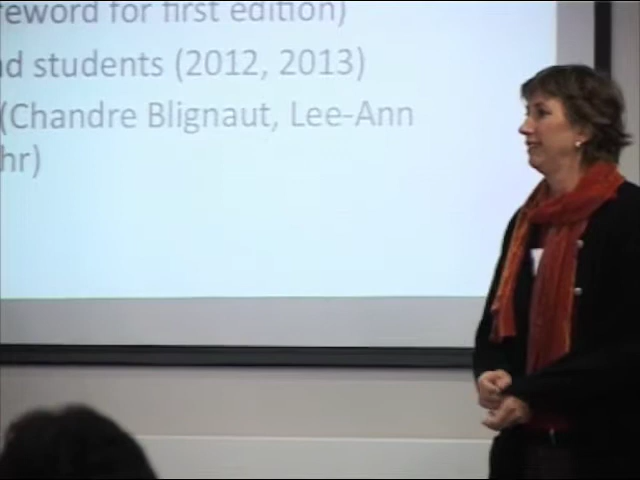 reword for first edition)
d students (2012, 2013)
(Chandre Blignaut, Lee-Ann
hr)